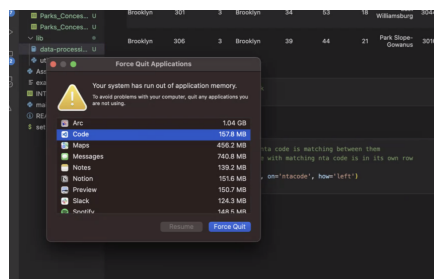 Parks_Conces... U
Brooklyn 301 3 Brooklyn 34 53 18 Williamsburg 3044
Parks_Conces... U
lib
data-processi... U
Brooklyn 306 3 Brooklyn 39 44 21 Park Slope-
Gowanus 3016
Force Quit Applications
Your system has run out of application memory.
To avoid problems with your computer, quit any applications you
are not using.
Arc 1.04 GB
Code 157.8 MB
Maps 456.2 MB
Messages 740.8 MB
Notes 139.2 MB
Notion 151.6 MB
Preview 150.7 MB
Slack 124.3 MB
Spotify 148.5 MB
Resume Force Quit
nta code is matching between them
with matching nta code is in its own row
, on='ntacode', how='left')